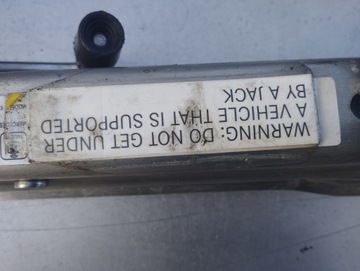 WARNING: DO NOT GET UNDER
A VEHICLE THAT IS SUPPORTED
BY A JACK